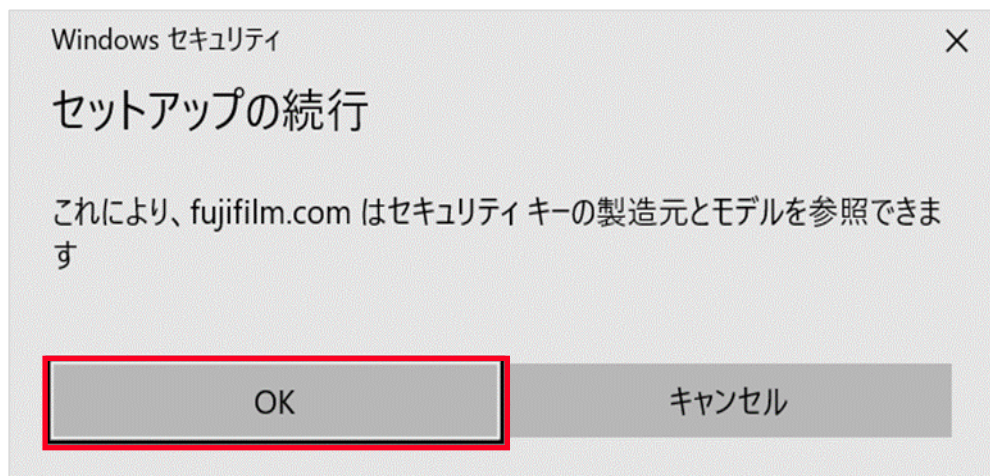 Windows セキュリティ
セットアップの続行
これにより、fujifilm.com はセキュリティ キーの製造元とモデルを参照できま
す
OK
キャンセル